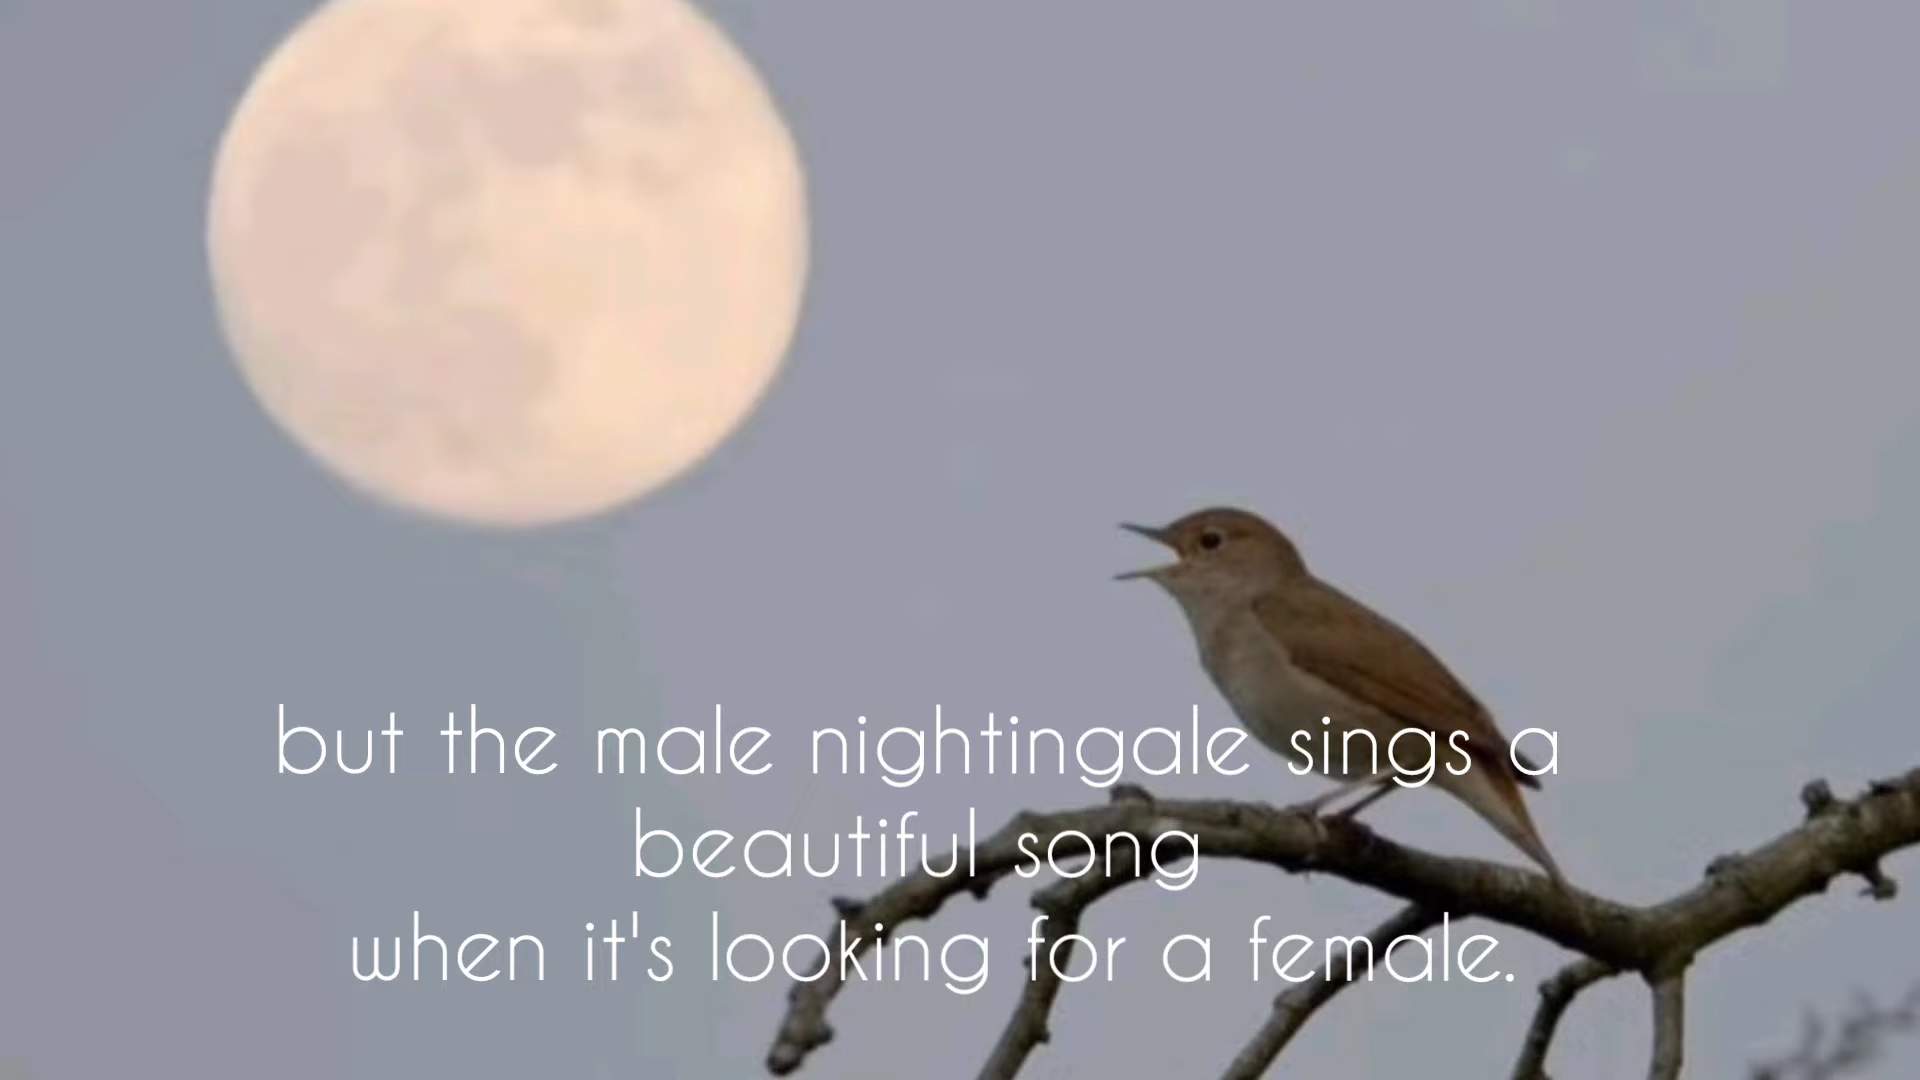 but the male nightingale sings a
beautiful song
when it's looking for a female.